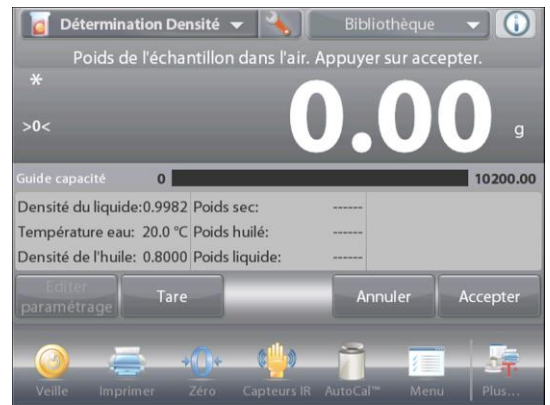 Détermination Densité Bibliothèque
Poids de l'échantillon dans l'air. Appuyer sur accepter.
*
>0< 0.00 g
Guide capacité 0 10200.00
Densité du liquide:0.9982 Poids sec: ------
Température eau: 20.0 °C Poids huilé: ------
Densité de l'huile: 0.8000 Poids liquide: ------
Editer paramétrage Tare Annuler Accepter
Veille Imprimer Zéro Capteurs IR AutoCal™ Menu Plus...